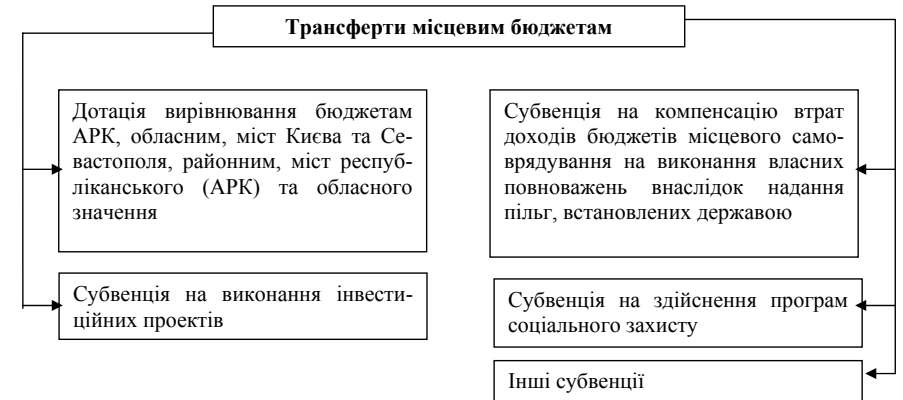 Трансферти місцевим бюджетам
Дотація вирівнювання бюджетам
АРК, обласним, міст Києва та Се-
вастополя, районним, міст респуб-
ліканського (АРК) та обласного
значення
Субвенція на виконання інвести-
ційних проектів
Субвенція на компенсацію втрат
доходів бюджетів місцевого само-
врядування на виконання власних
повноважень внаслідок надання
пільг, встановлених державою
Субвенція на здійснення програм
соціального захисту
Інші субвенції